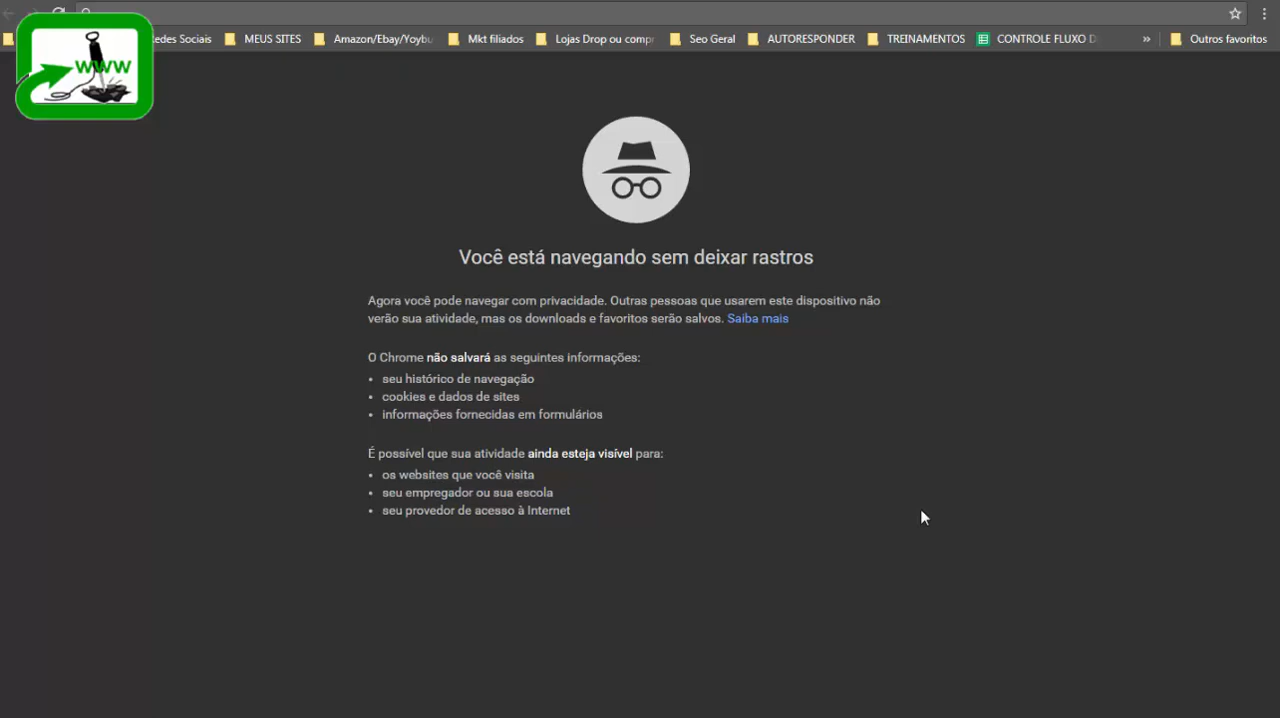 www
Redes Sociais MEUS SITES Amazon/Ebay/Yoybu Mkt filiados Lojas Drop ou compr Seo Geral AUTORESPONDER TREINAMENTOS CONTROLE FLUXO D » Outros favoritos
Você está navegando sem deixar rastros
Agora você pode navegar com privacidade. Outras pessoas que usarem este dispositivo não
verão sua atividade, mas os downloads e favoritos serão salvos. Saiba mais
O Chrome não salvará as seguintes informações:
• seu histórico de navegação
• cookies e dados de sites
• informações fornecidas em formulários
É possível que sua atividade ainda esteja visível para:
• os websites que você visita
• seu empregador ou sua escola
• seu provedor de acesso à Internet